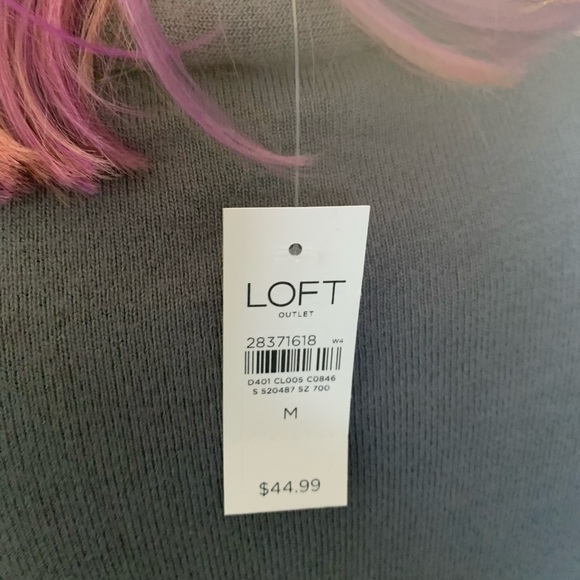 LOFT
OUTLET
28371618 W4
D401 CL005 C0846
S 520487 SZ 700
M
$44.99